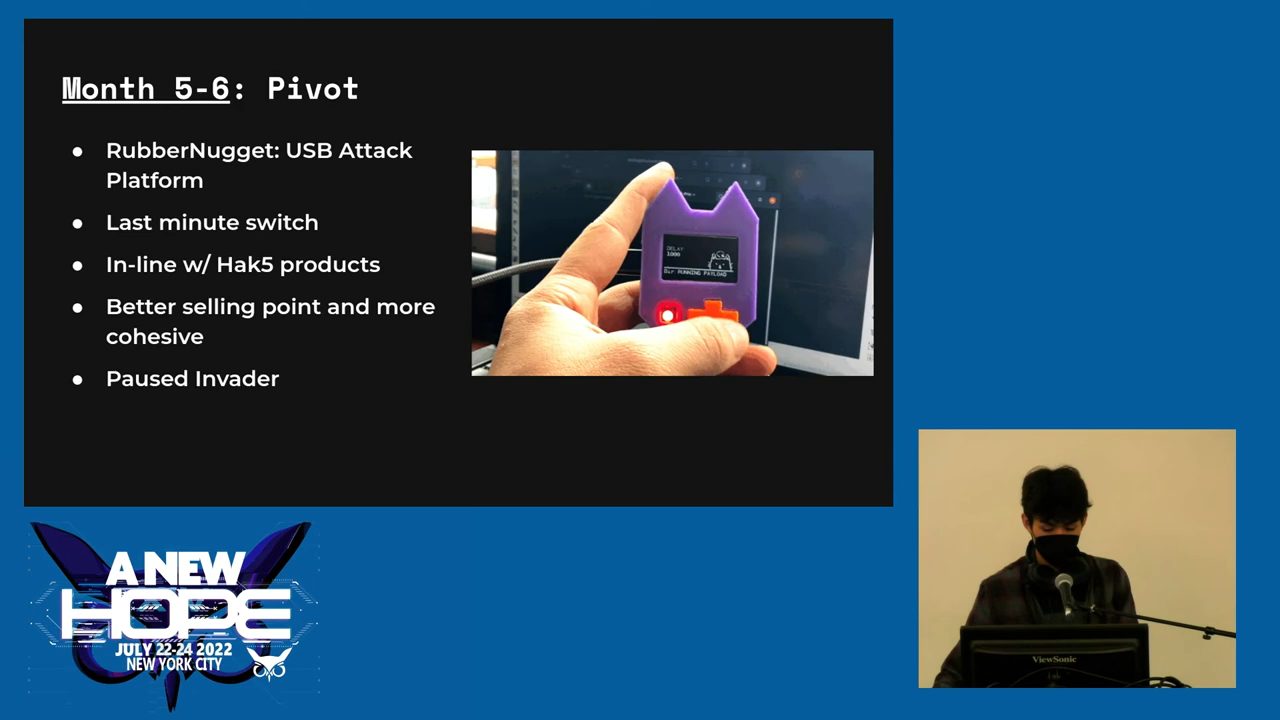 Month 5-6: Pivot
● RubberNugget: USB Attack
Platform
● Last minute switch
● In-line w/ Hak5 products
● Better selling point and more
cohesive
● Paused Invader
DELAY
1000
Dir: RUNNING PAYLOAD
A NEW
HOPE
JULY 22-24 2022
NEW YORK CITY
ViewSonic